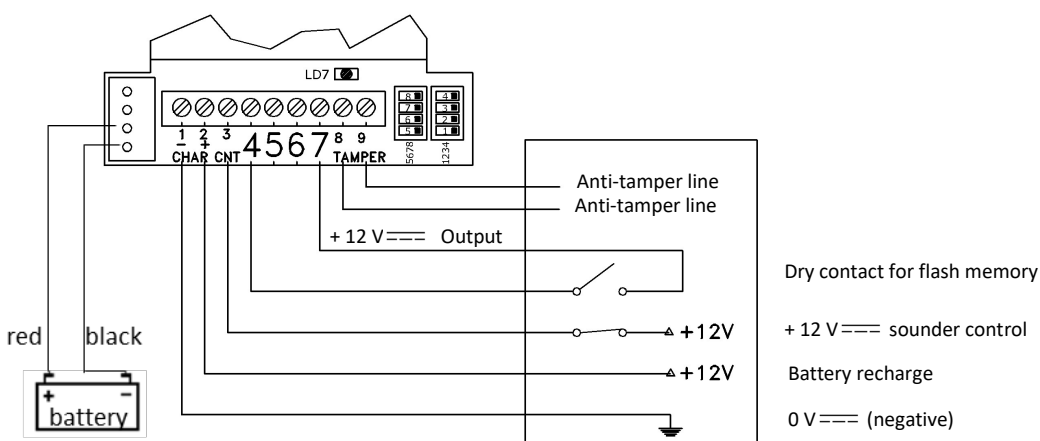 LD7
8 4
7 3
6 2
5 1
1 2 3 4 5 6 7 8 9
− +
CHAR CNT TAMPER
5678
1234
Anti-tamper line
Anti-tamper line
+ 12 V Output
Dry contact for flash memory
+12V
+ 12 V sounder control
+12V
Battery recharge
0 V (negative)
red black
+ −
battery